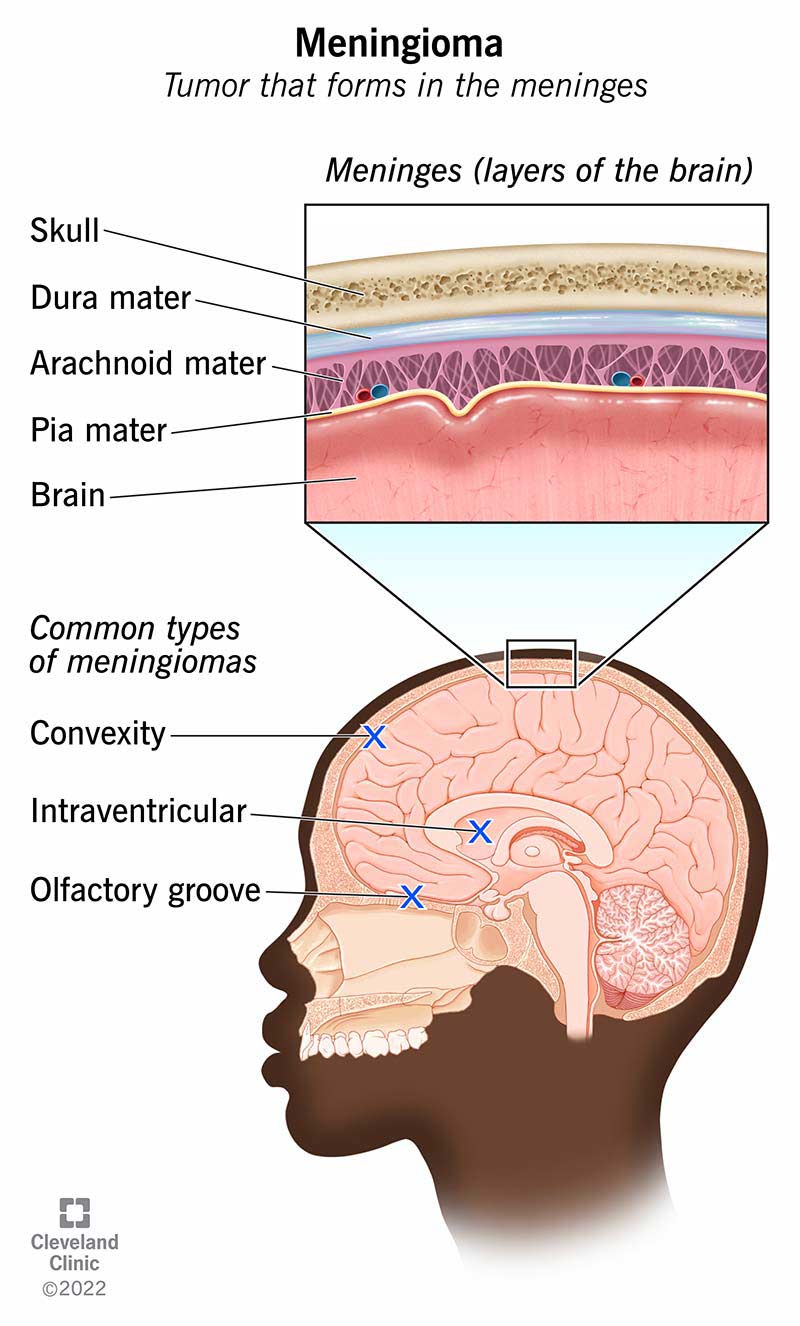 Meningioma
Tumor that forms in the meninges
Meninges (layers of the brain)
Skull
Dura mater
Arachnoid mater
Pia mater
Brain
Common types
of meningiomas
Convexity
Intraventricular
Olfactory groove
Cleveland
Clinic
©2022